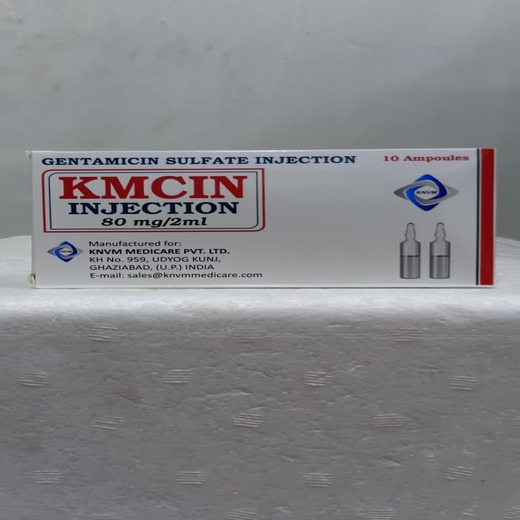 GENTAMICIN SULFATE INJECTION 10 Ampoules
KMCIN
INJECTION
80 mg/2ml
KNVM
Manufactured for:
KNVM MEDICARE PVT. LTD.
KH No. 959, UDYOG KUNJ,
GHAZIABAD, (U.P.) INDIA
E-mail: sales@knvmmedicare.com
KNVM